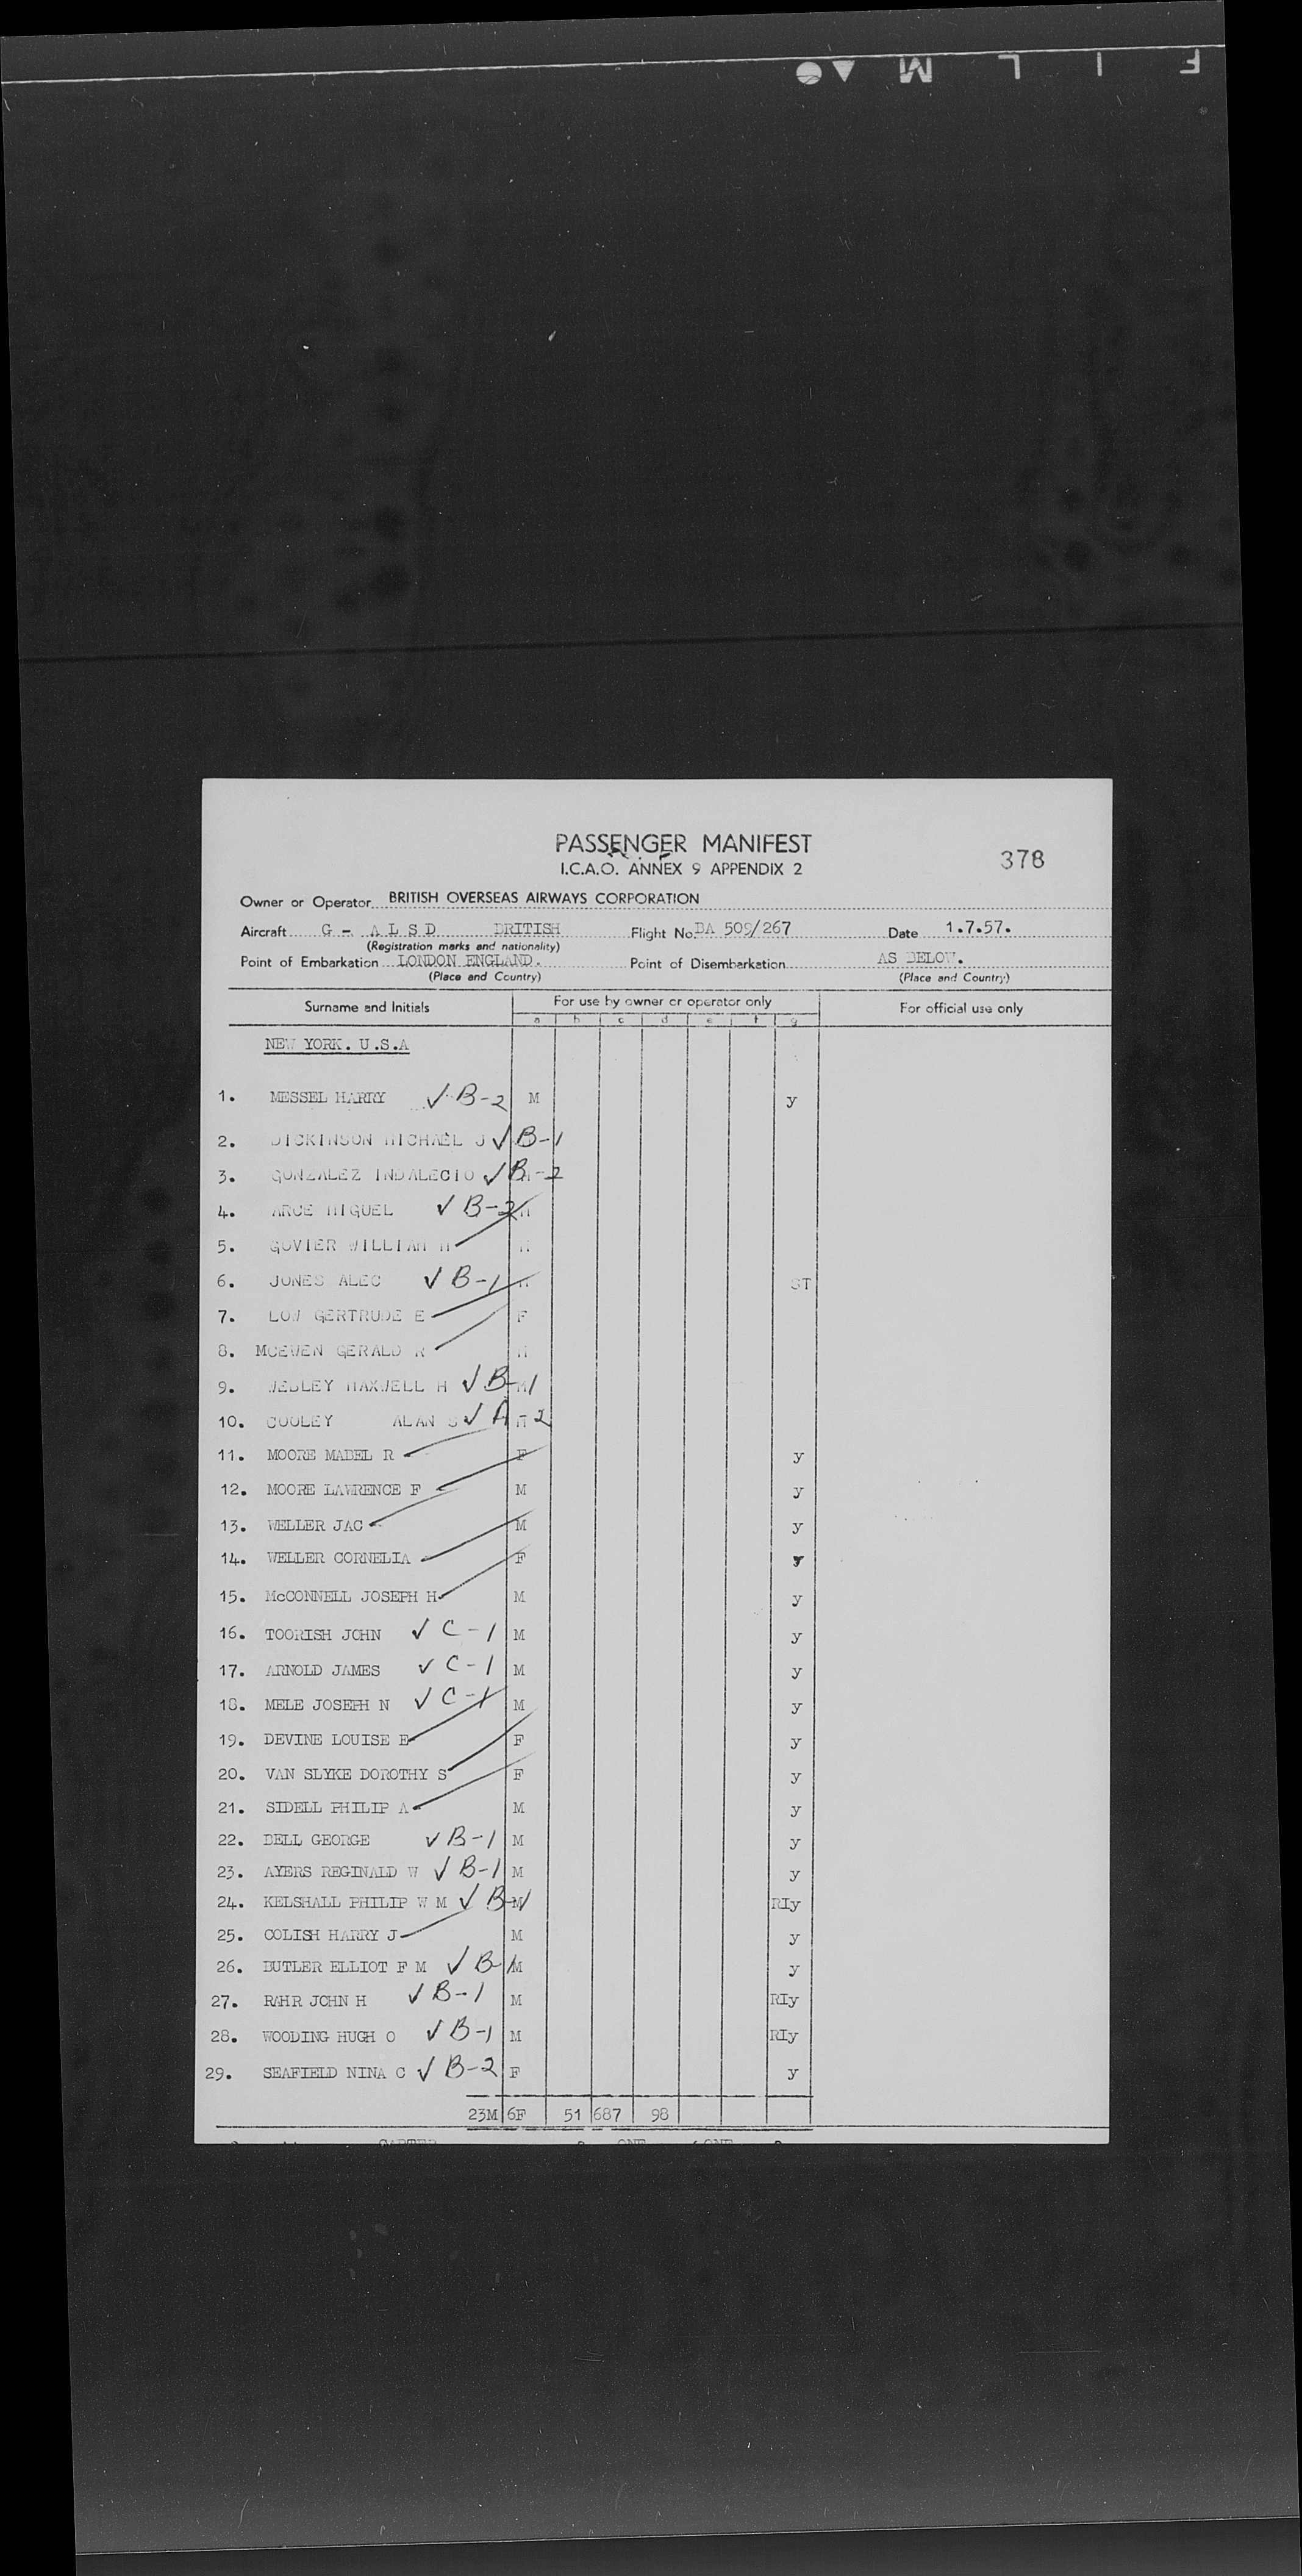 FILM
PASSENGER MANIFEST
378
I.C.A.O. ANNEX 9 APPENDIX 2
Owner or Operator BRITISH OVERSEAS AIRWAYS CORPORATION
Aircraft G - A L S D BRITISH Flight No. BA 509/267 Date 1.7.57.
(Registration marks and nationality)
Point of Embarkation LONDON ENGLAND. Point of Disembarkation AS BELOW.
(Place and Country) (Place and Country)
Surname and Initials For use by owner or operator only For official use only
a b c d e f g
NEW YORK. U.S.A
1. MESSEL HARRY ✓ B-2 M y
2. DICKINSON MICHAEL J ✓ B-1
3. GONZALEZ INDALECIO ✓ B-2
4. ARCE MIGUEL ✓ B-2 M
5. GOVIER WILLIAM H M
6. JONES ALEC ✓ B-1 M ST
7. LOW GERTRUDE E F
8. MCEWEN GERALD R M
9. WEBLEY MAXWELL H ✓ B-1 M
10. COOLEY ALAN S ✓ A-2 M
11. MOORE MABEL R F y
12. MOORE LAWRENCE F M y
13. WELLER JAC M y
14. WELLER CORNELIA F y
15. McCONNELL JOSEPH H M y
16. TOORISH JOHN ✓ C-1 M y
17. ARNOLD JAMES ✓ C-1 M y
18. MELE JOSEPH N ✓ C-1 M y
19. DEVINE LOUISE E F y
20. VAN SLYKE DOROTHY S F y
21. SIDELL PHILIP A M y
22. DELL GEORGE ✓ B-1 M y
23. AYERS REGINALD W ✓ B-1 M y
24. KELSHALL PHILIP W M ✓ B-1 M RIy
25. COLISH HARRY J M y
26. BUTLER ELLIOT F M ✓ B-1 M y
27. RAHR JOHN H ✓ B-1 M RIy
28. WOODING HUGH O ✓ B-1 M RIy
29. SEAFIELD NINA C ✓ B-2 F y
23M 6F 51 687 98